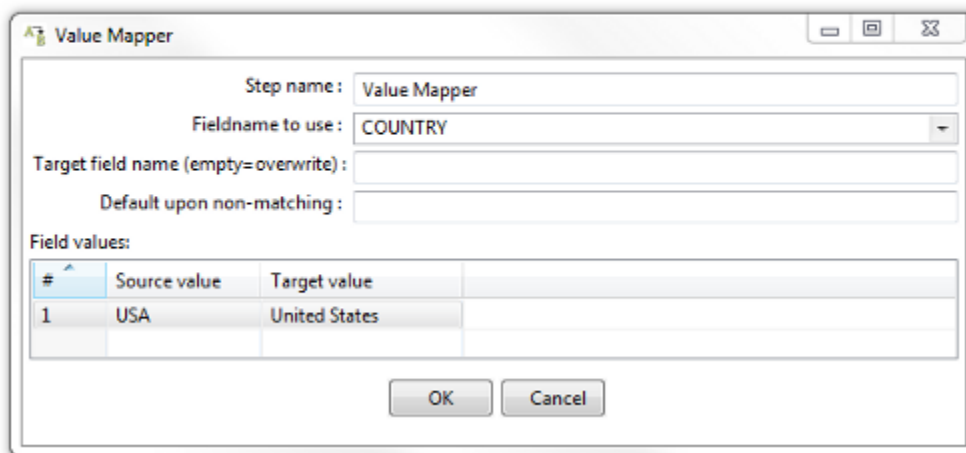 Value Mapper
Step name : Value Mapper
Fieldname to use : COUNTRY
Target field name (empty=overwrite) :
Default upon non-matching :
Field values:
# Source value Target value
1 USA United States
OK Cancel